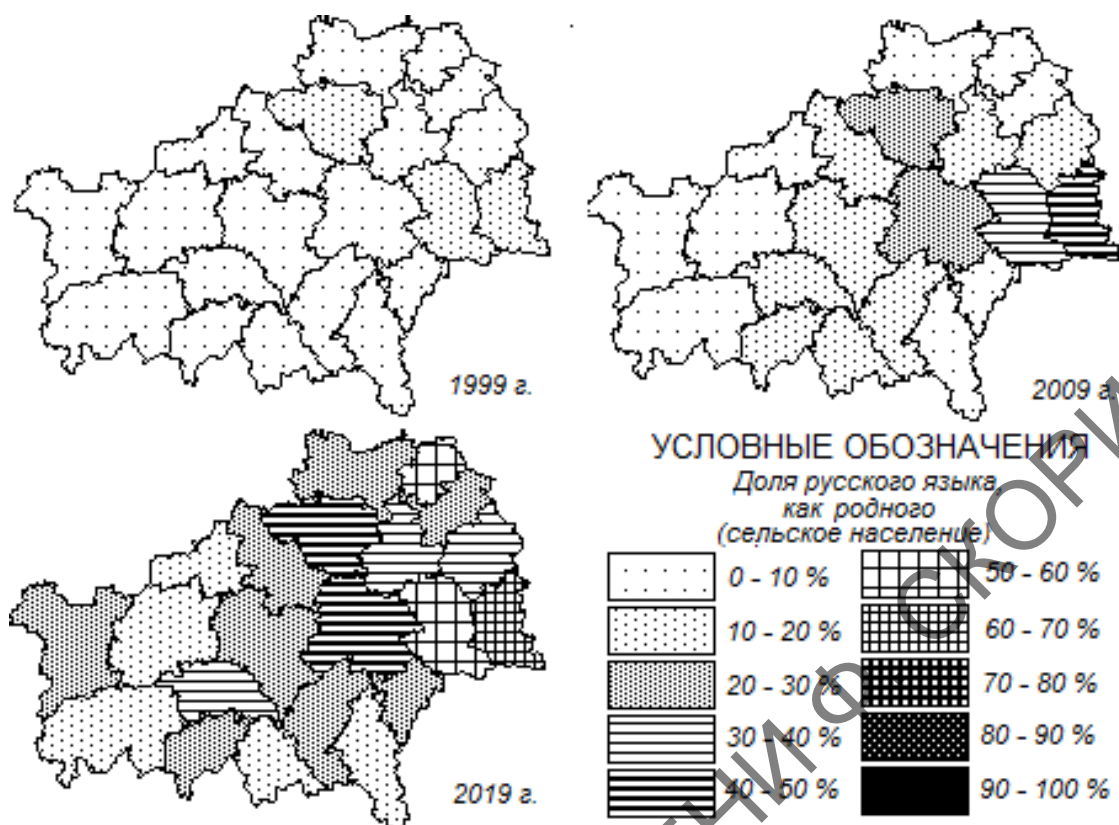 1999 г.
2009 г.
2019 г.
УСЛОВНЫЕ ОБОЗНАЧЕНИЯ
Доля русского языка,
как родного
(сельское население)
0 - 10 %
10 - 20 %
20 - 30 %
30 - 40 %
40 - 50 %
50 - 60 %
60 - 70 %
70 - 80 %
80 - 90 %
90 - 100 %
СКОРИ
Ф